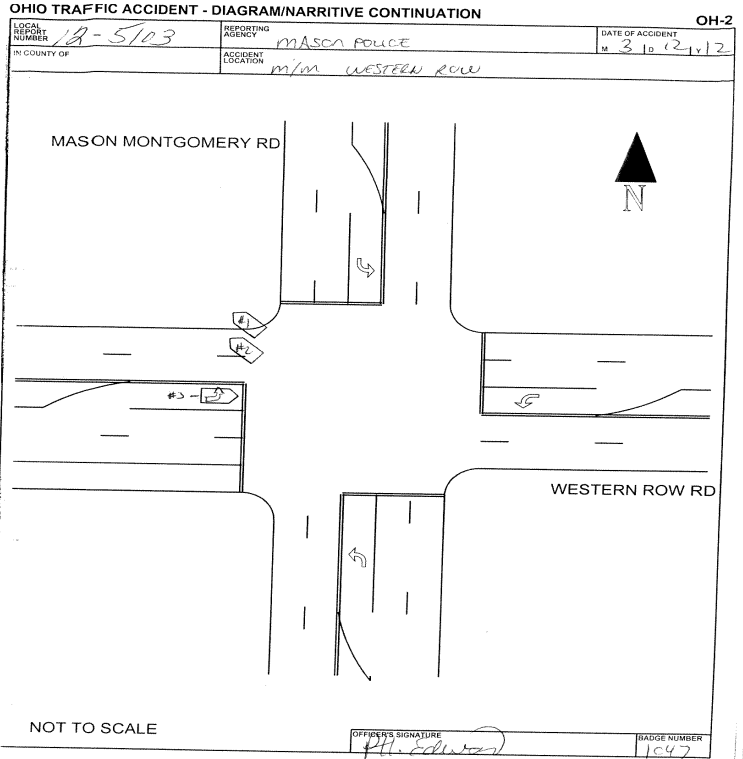 OHIO TRAFFIC ACCIDENT - DIAGRAM/NARRITIVE CONTINUATION
OH-2
LOCAL REPORT NUMBER 12-5103
REPORTING AGENCY MASON POLICE
DATE OF ACCIDENT M 3 D 12 Y 12
IN COUNTY OF
ACCIDENT LOCATION M/M WESTERN ROW
MASON MONTGOMERY RD
N
#1
#2
#3
WESTERN ROW RD
NOT TO SCALE
OFFICER'S SIGNATURE
BADGE NUMBER
1047